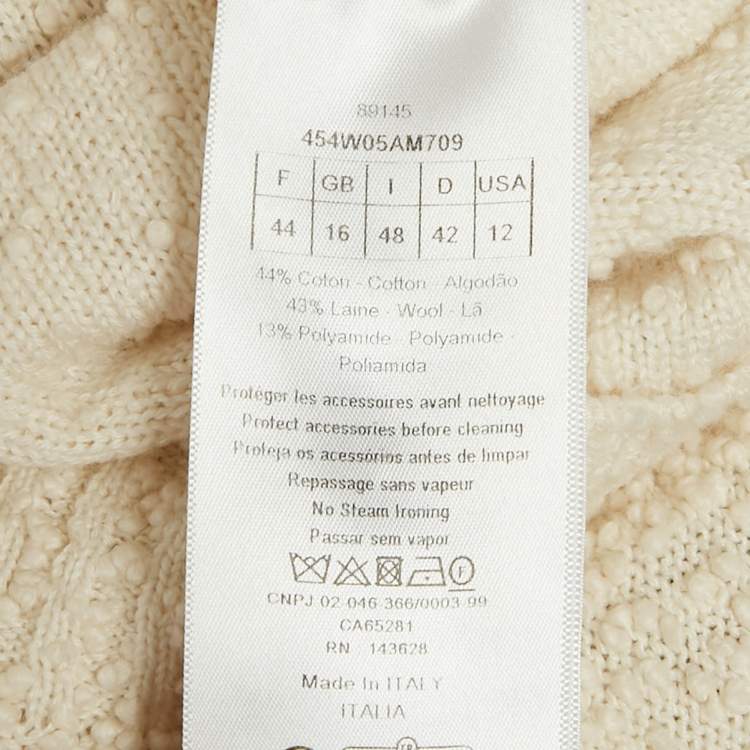 89145
454W05AM709
F GB I D USA
44 16 48 42 12
44% Coton - Cotton - Algodão
43% Laine - Wool - Lã
13% Polyamide - Polyamide -
Poliamida
Protéger les accessoires avant nettoyage
Protect accessories before cleaning
Proteja os acessórios antes de limpar
Repassage sans vapeur
No Steam Ironing
Passar sem vapor
F
CNPJ 02 046 366/0003 99
CA65281
RN 143628
Made In ITALY
ITALIA
FR